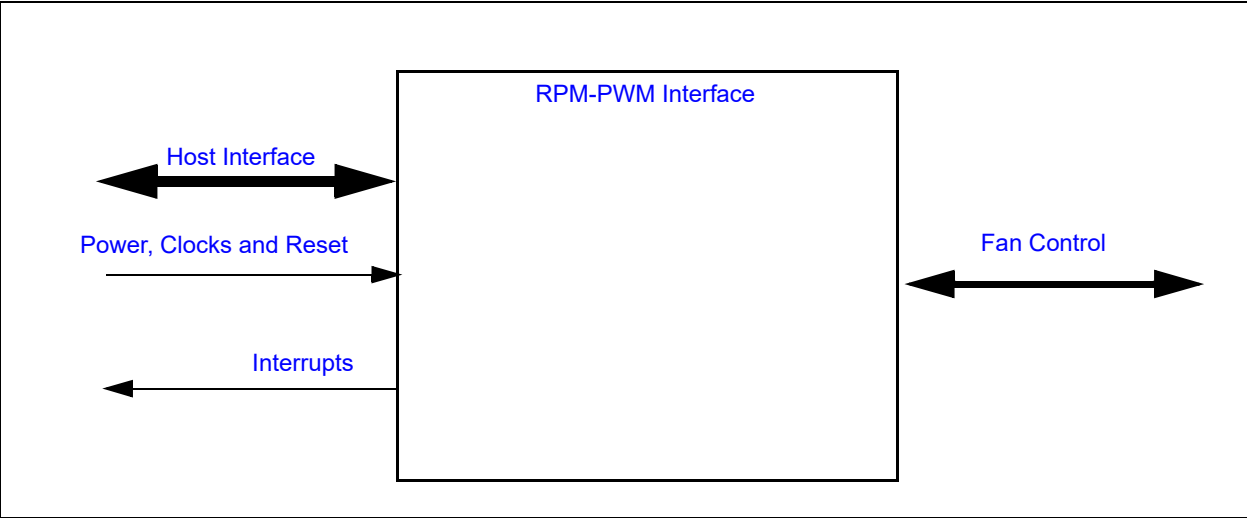 RPM-PWM Interface
Host Interface
Power, Clocks and Reset
Fan Control
Interrupts